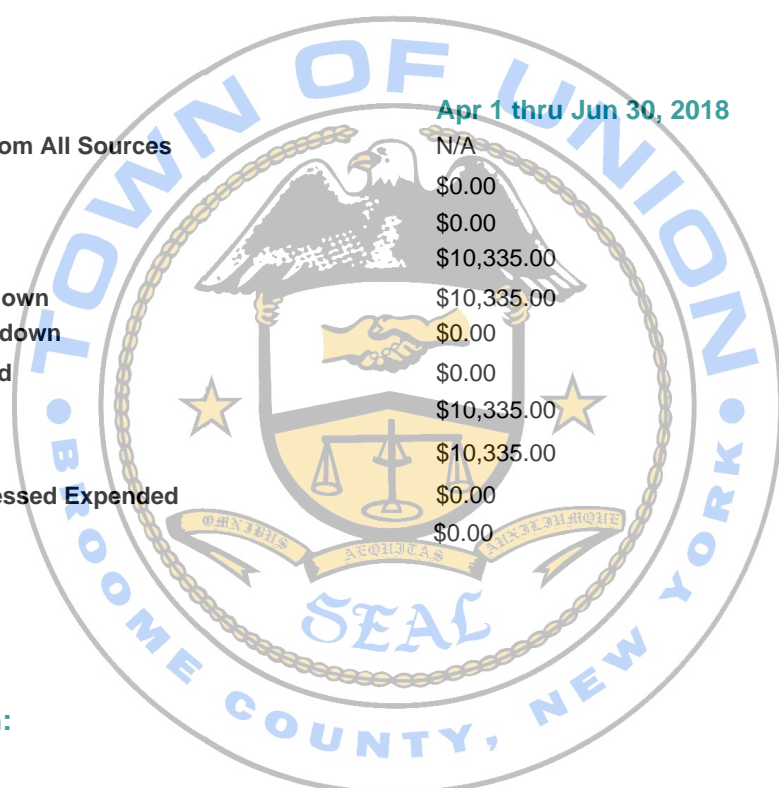 TOWN OF UNION
Apr 1 thru Jun 30, 2018
om All Sources N/A
$0.00
$0.00
$10,335.00
own $10,335.00
down $0.00
d $0.00
$10,335.00
$10,335.00
essed Expended $0.00
$0.00
OMNIBUS AEQUITAS AUXILIUMQUE
SEAL
BROOME COUNTY, NEW YORK
: